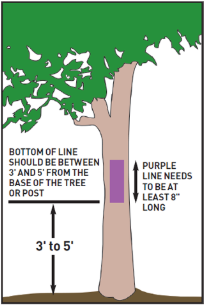 BOTTOM OF LINE
SHOULD BE BETWEEN
3' AND 5' FROM THE
BASE OF THE TREE
OR POST
PURPLE
LINE NEEDS
TO BE AT
LEAST 8"
LONG
3' to 5'